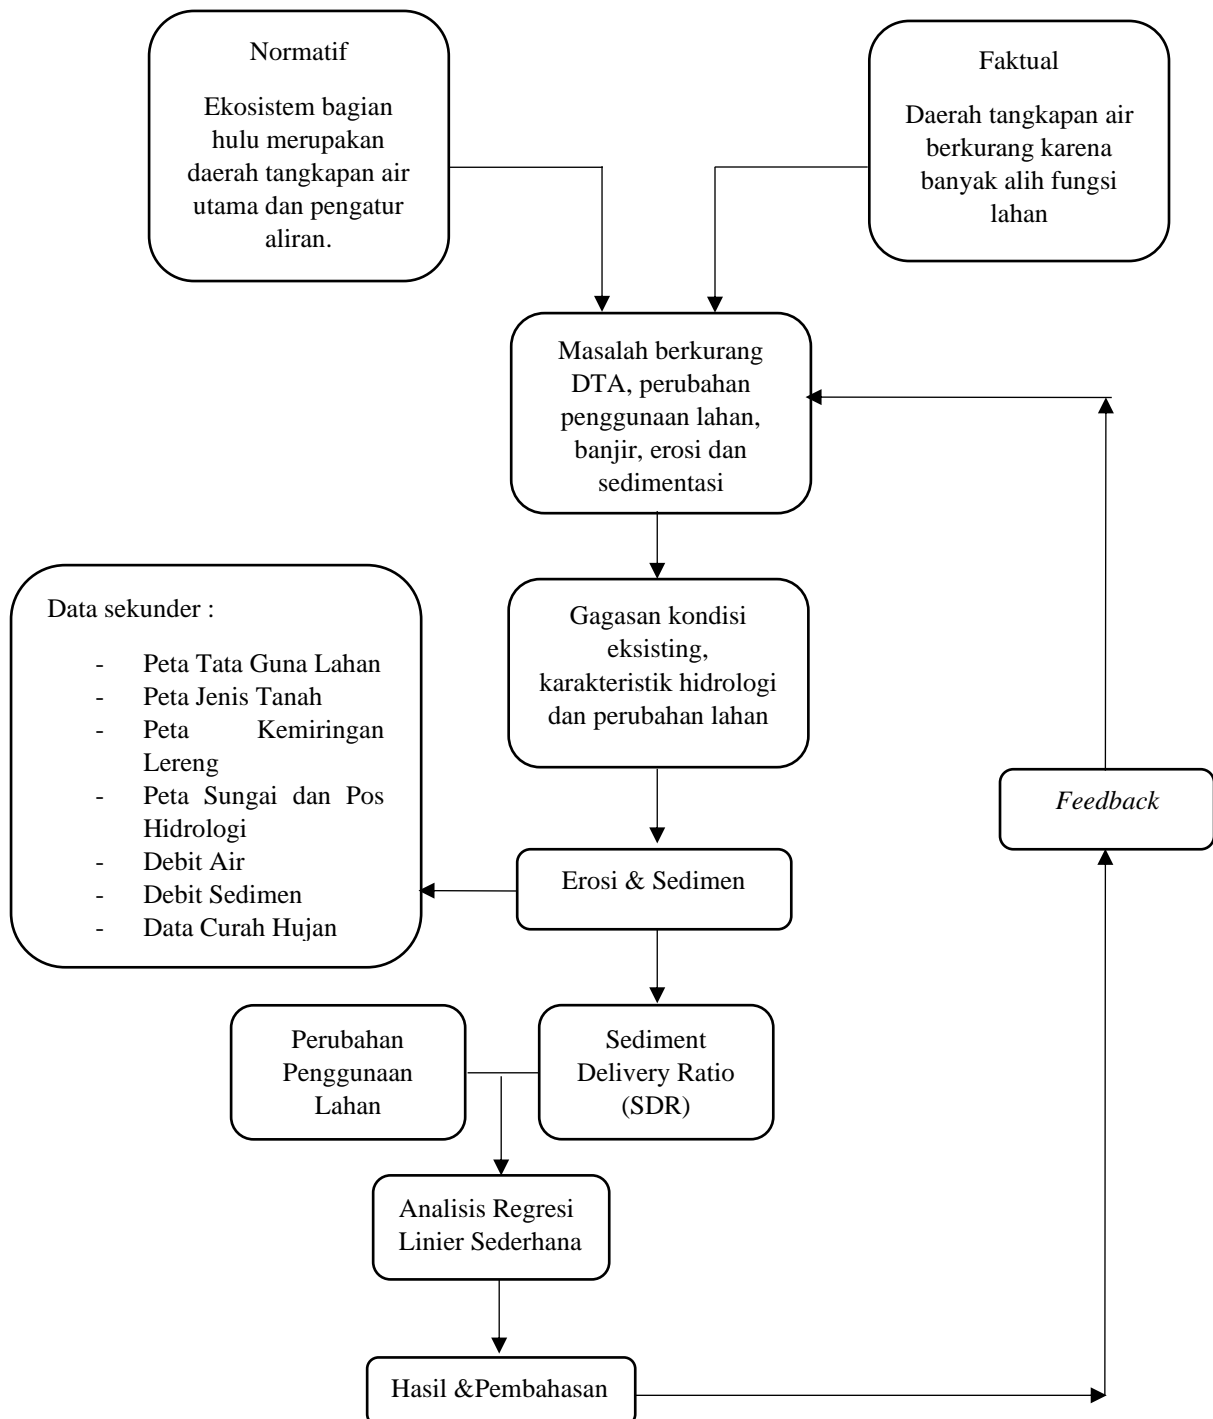 Normatif
Ekosistem bagian
hulu merupakan
daerah tangkapan air
utama dan pengatur
aliran.
Faktual
Daerah tangkapan air
berkurang karena
banyak alih fungsi
lahan
Masalah berkurang
DTA, perubahan
penggunaan lahan,
banjir, erosi dan
sedimentasi
Gagasan kondisi
eksisting,
karakteristik hidrologi
dan perubahan lahan
Data sekunder :
- Peta Tata Guna Lahan
- Peta Jenis Tanah
- Peta Kemiringan
Lereng
- Peta Sungai dan Pos
Hidrologi
- Debit Air
- Debit Sedimen
- Data Curah Hujan
Feedback
Erosi & Sedimen
Perubahan
Penggunaan
Lahan
Sediment
Delivery Ratio
(SDR)
Analisis Regresi
Linier Sederhana
Hasil &Pembahasan